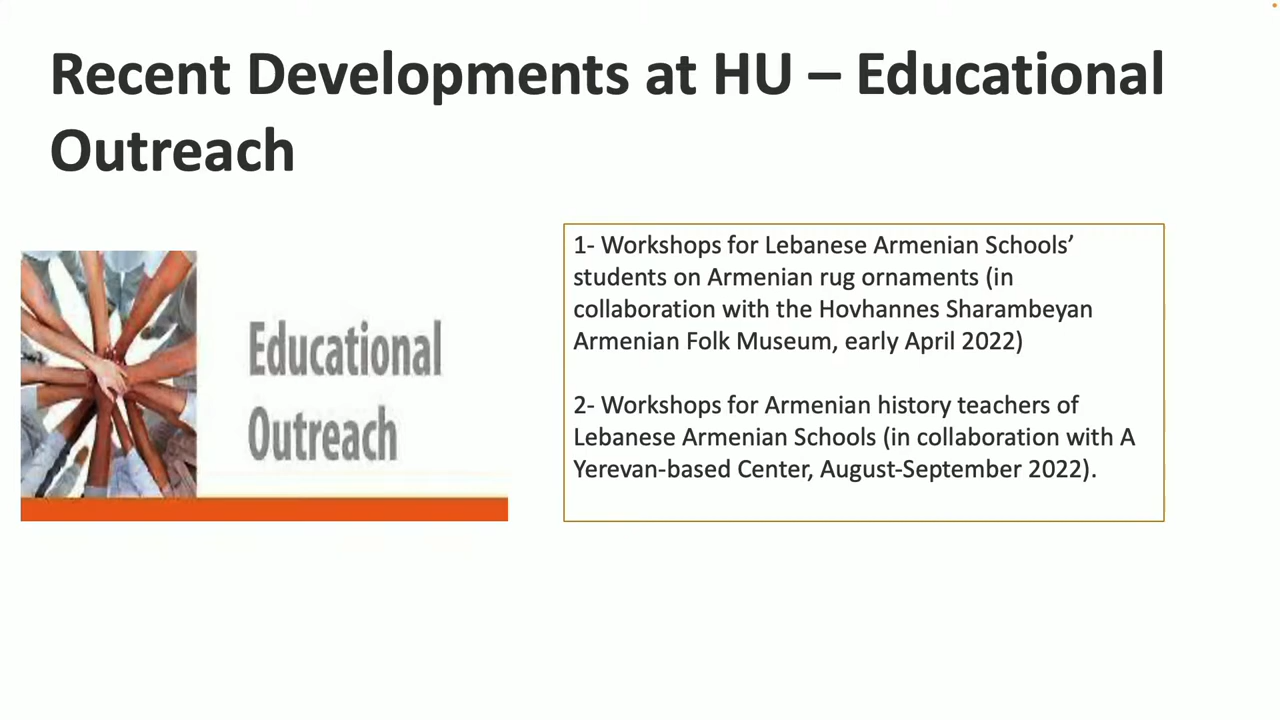 Recent Developments at HU – Educational
Outreach
Educational
Outreach
1- Workshops for Lebanese Armenian Schools’
students on Armenian rug ornaments (in
collaboration with the Hovhannes Sharambeyan
Armenian Folk Museum, early April 2022)
2- Workshops for Armenian history teachers of
Lebanese Armenian Schools (in collaboration with A
Yerevan-based Center, August-September 2022).